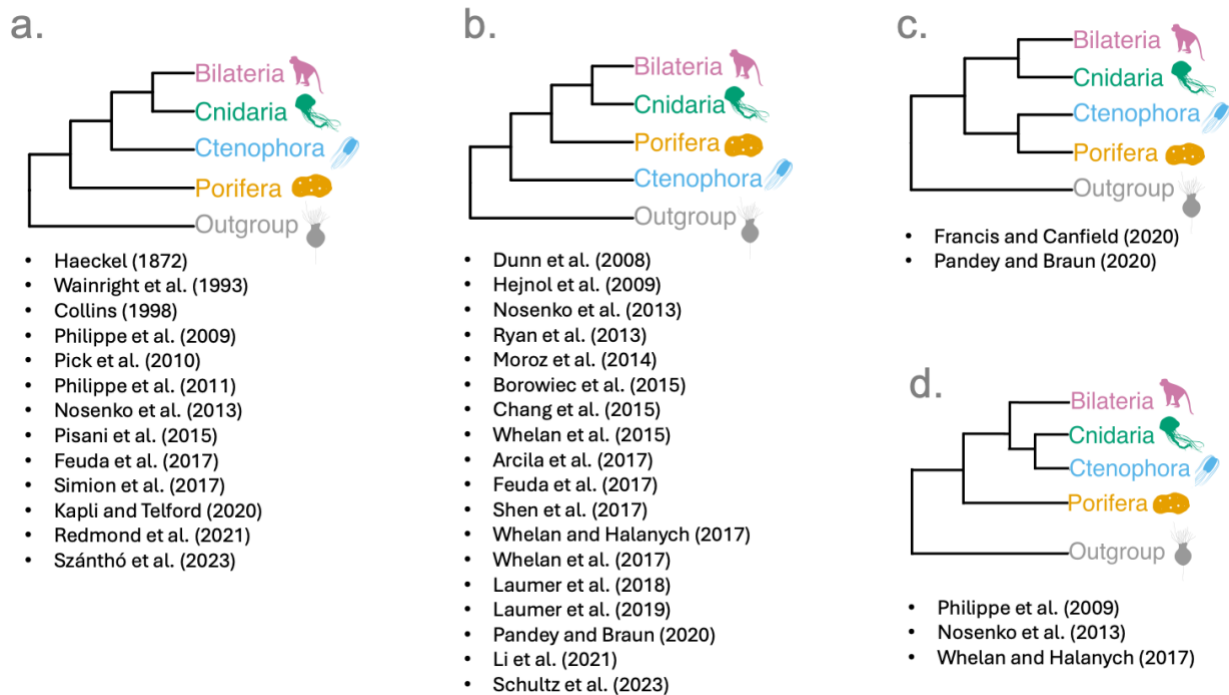 a.
Bilateria
Cnidaria
Ctenophora
Porifera
Outgroup
• Haeckel (1872)
• Wainright et al. (1993)
• Collins (1998)
• Philippe et al. (2009)
• Pick et al. (2010)
• Philippe et al. (2011)
• Nosenko et al. (2013)
• Pisani et al. (2015)
• Feuda et al. (2017)
• Simion et al. (2017)
• Kapli and Telford (2020)
• Redmond et al. (2021)
• Szánthó et al. (2023)
b.
Bilateria
Cnidaria
Porifera
Ctenophora
Outgroup
• Dunn et al. (2008)
• Hejnol et al. (2009)
• Nosenko et al. (2013)
• Ryan et al. (2013)
• Moroz et al. (2014)
• Borowiec et al. (2015)
• Chang et al. (2015)
• Whelan et al. (2015)
• Arcila et al. (2017)
• Feuda et al. (2017)
• Shen et al. (2017)
• Whelan and Halanych (2017)
• Whelan et al. (2017)
• Laumer et al. (2018)
• Laumer et al. (2019)
• Pandey and Braun (2020)
• Li et al. (2021)
• Schultz et al. (2023)
c.
Bilateria
Cnidaria
Ctenophora
Porifera
Outgroup
• Francis and Canfield (2020)
• Pandey and Braun (2020)
d.
Bilateria
Cnidaria
Ctenophora
Porifera
Outgroup
• Philippe et al. (2009)
• Nosenko et al. (2013)
• Whelan and Halanych (2017)